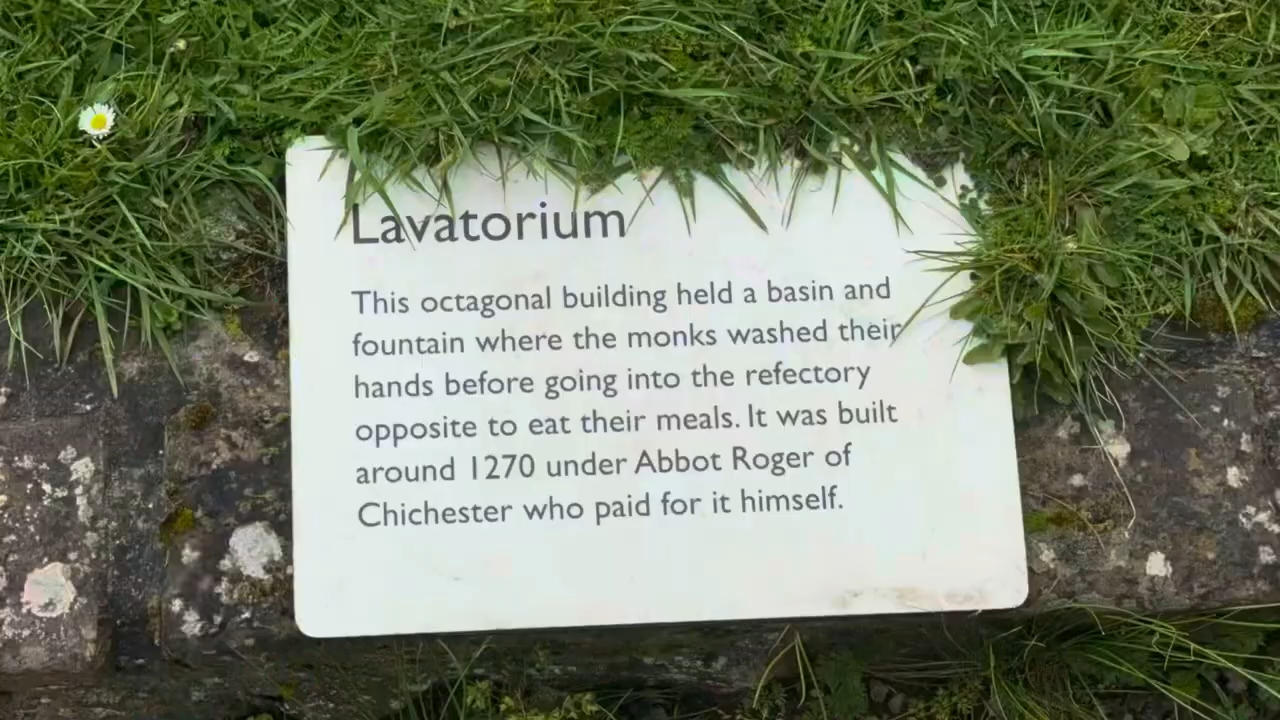 Lavatorium
This octagonal building held a basin and
fountain where the monks washed their
hands before going into the refectory
opposite to eat their meals. It was built
around 1270 under Abbot Roger of
Chichester who paid for it himself.